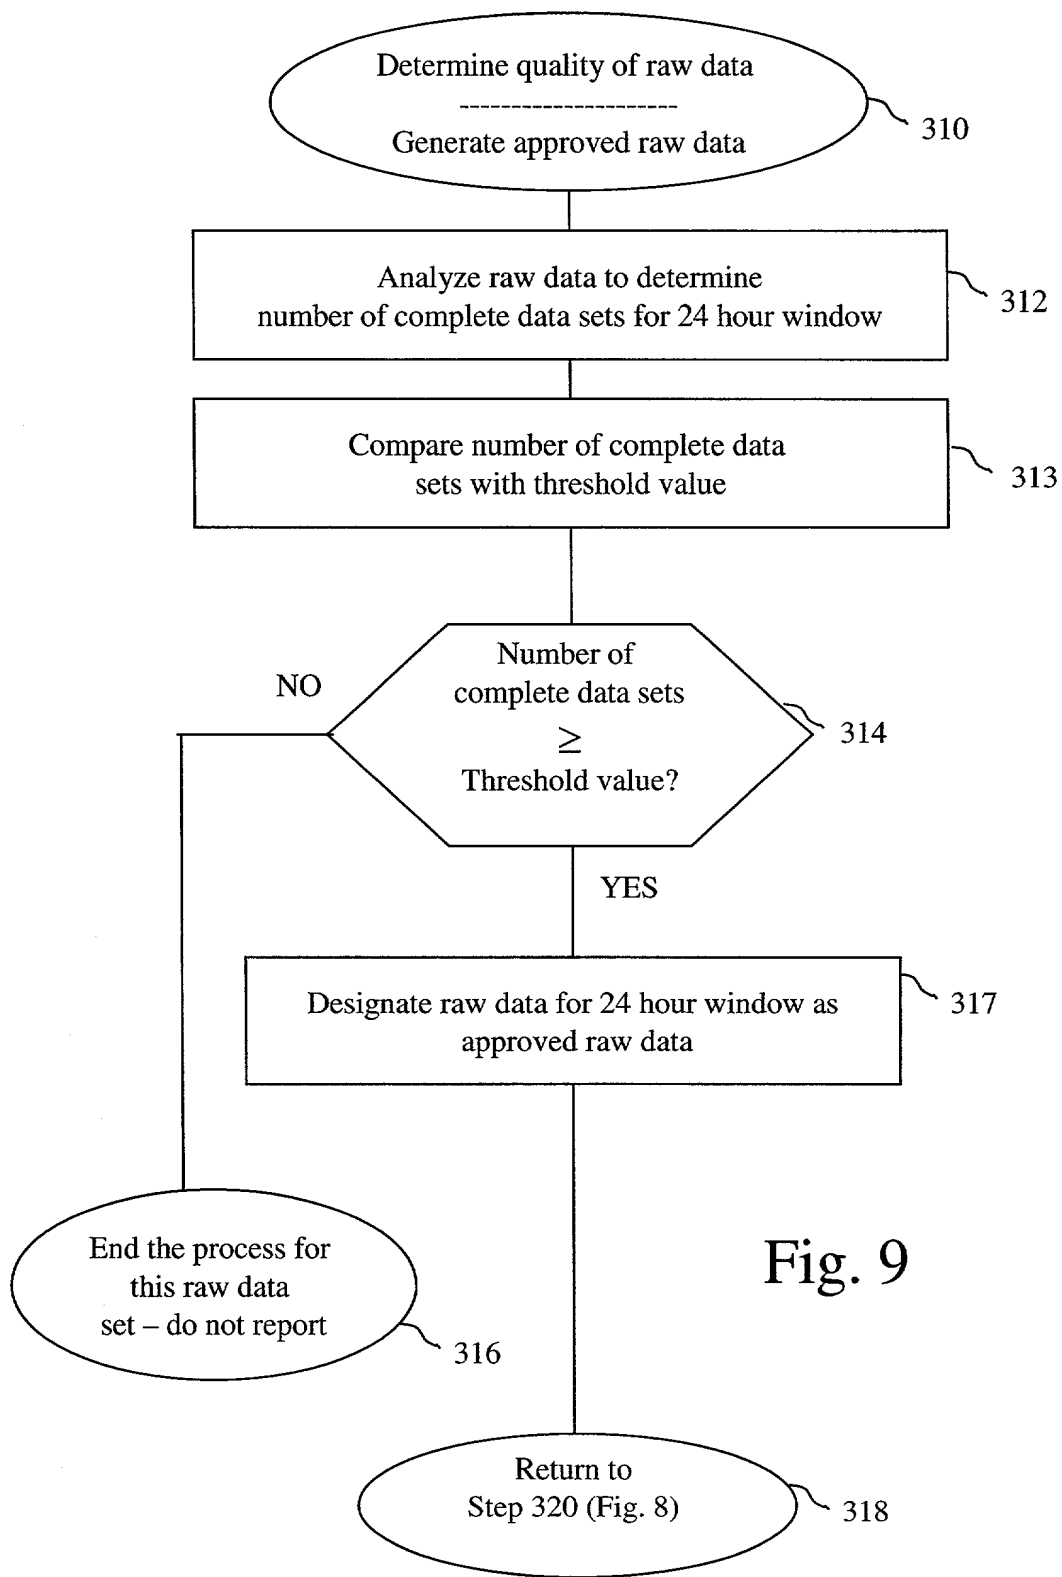 Determine quality of raw data
---------------------
Generate approved raw data
310
Analyze raw data to determine
number of complete data sets for 24 hour window
312
Compare number of complete data
sets with threshold value
313
Number of
complete data sets
≥
Threshold value?
314
NO
YES
Designate raw data for 24 hour window as
approved raw data
317
End the process for
this raw data
set – do not report
316
Fig. 9
Return to
Step 320 (Fig. 8)
318